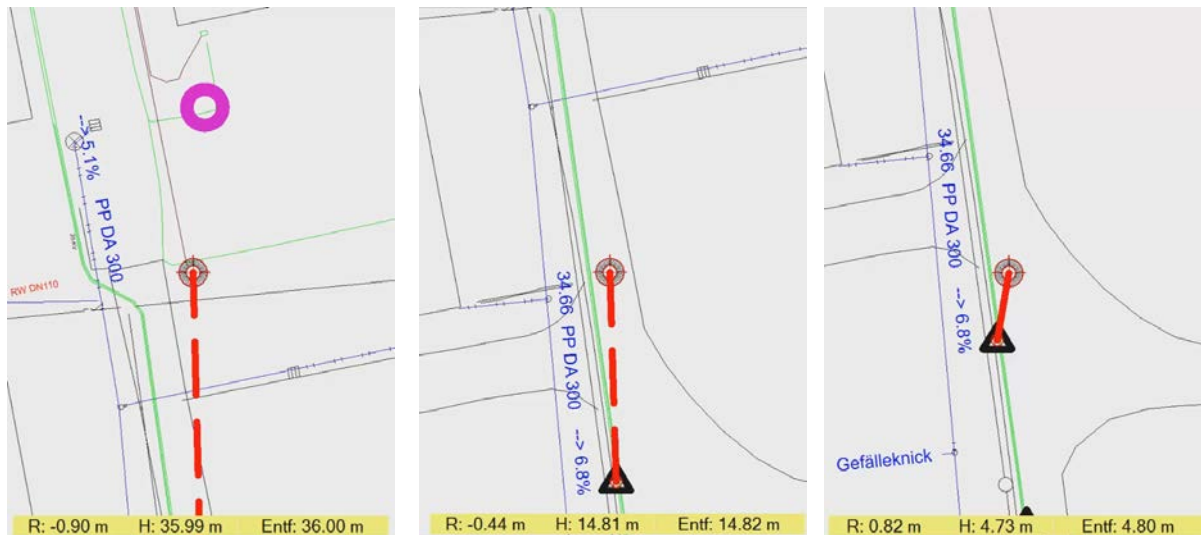 --> 5.1% PP DA 300
RW DN110
R: -0.90 m H: 35.99 m Entf: 36.00 m
34.66 PP DA 300 --> 6.8%
R: -0.44 m H: 14.81 m Entf: 14.82 m
34.66 PP DA 300 --> 6.8%
Gefälleknick
R: 0.82 m H: 4.73 m Entf: 4.80 m